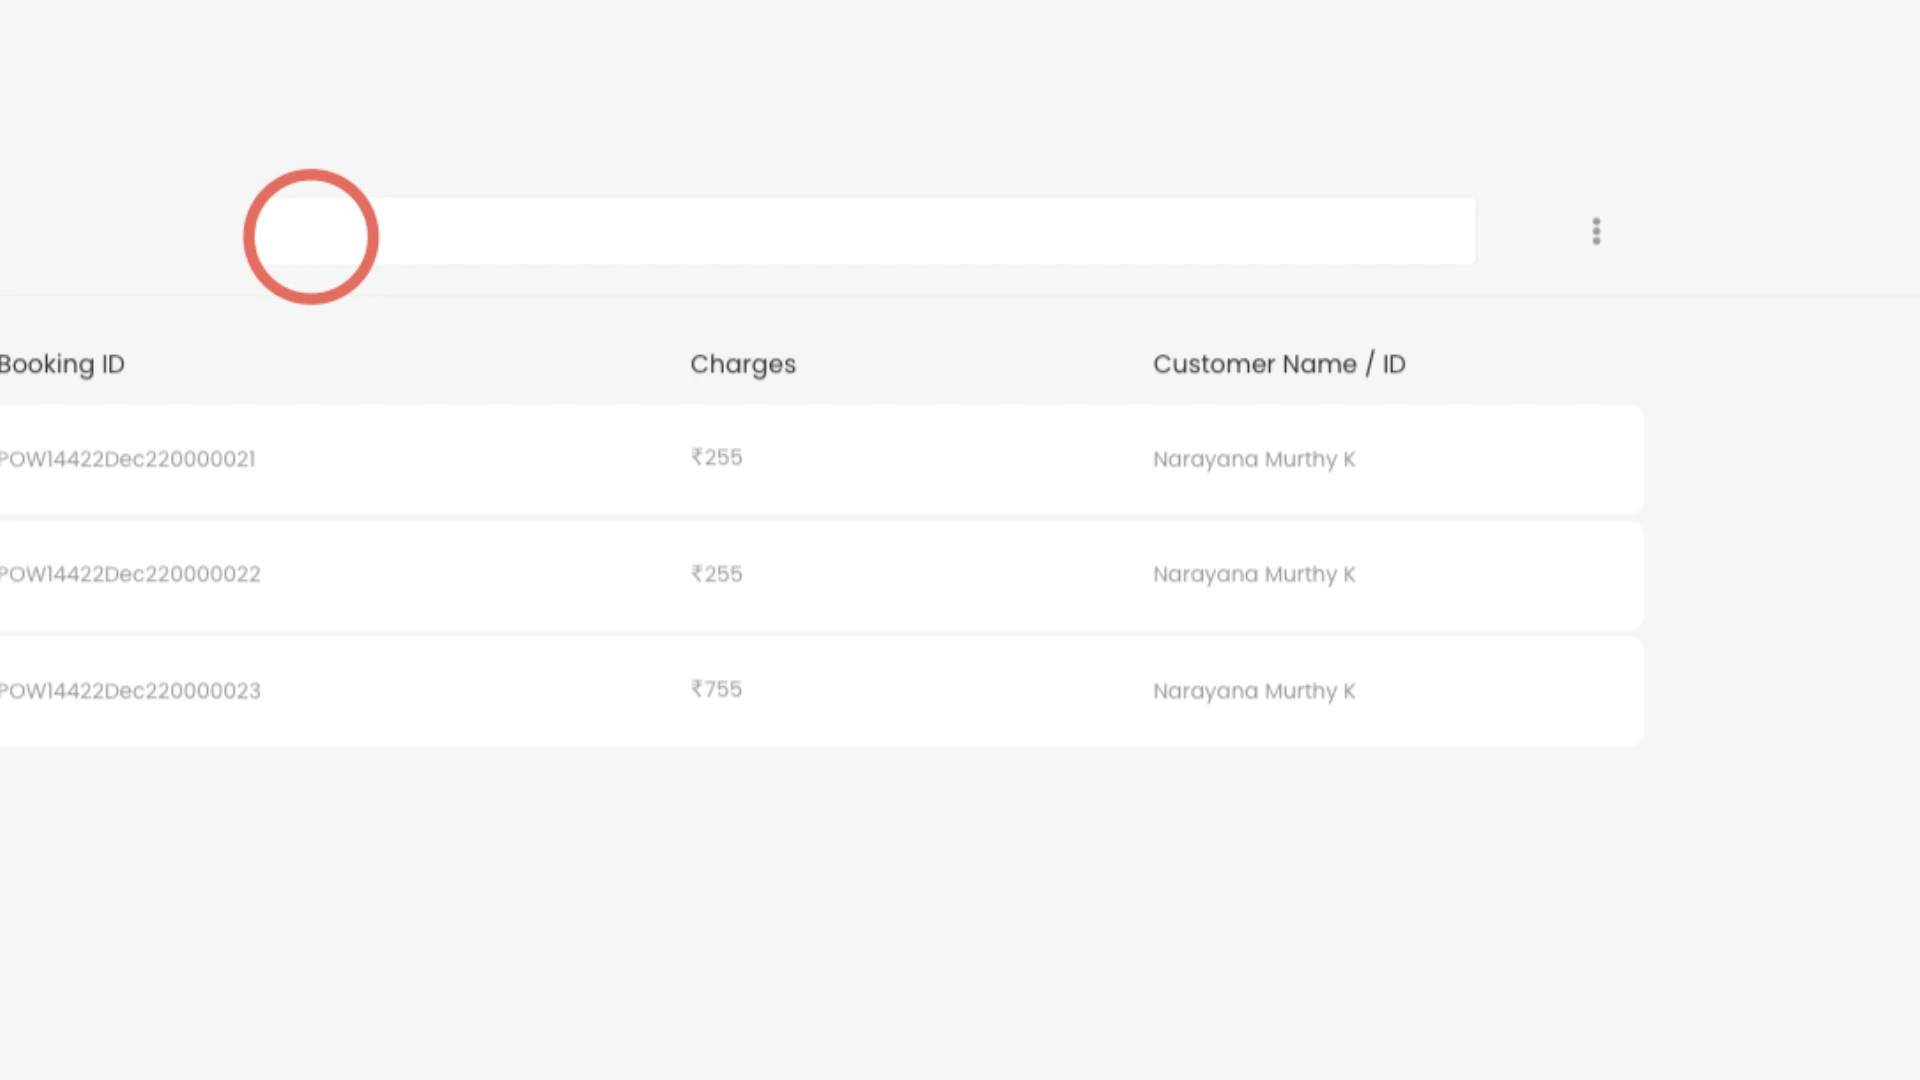 Booking ID Charges Customer Name / ID
POW14422Dec220000021 ₹255 Narayana Murthy K
POW14422Dec220000022 ₹255 Narayana Murthy K
POW14422Dec220000023 ₹755 Narayana Murthy K